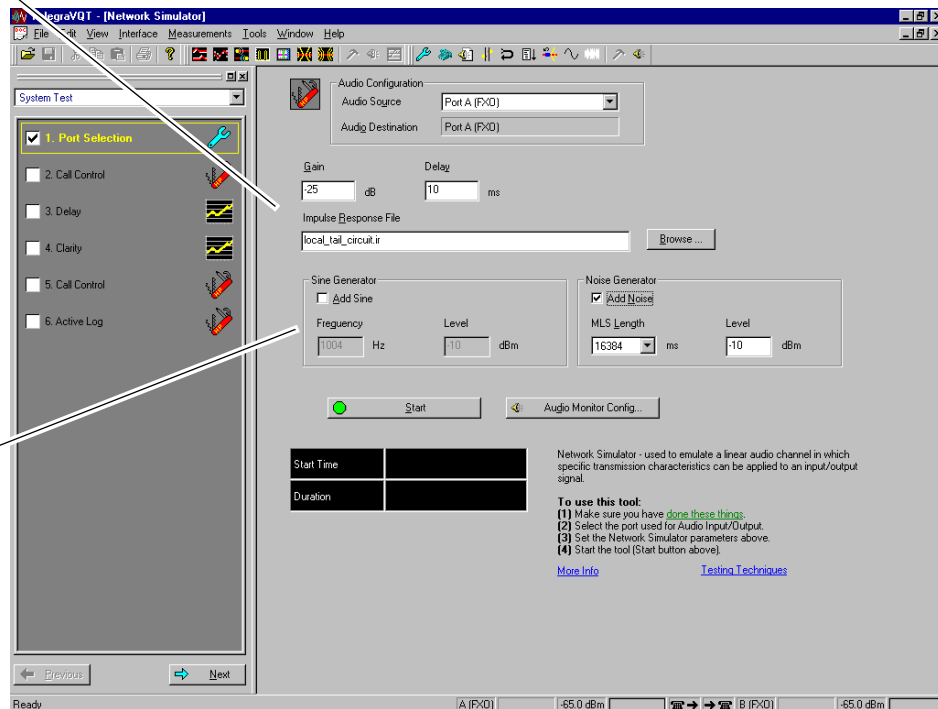 TelegraVQT - [Network Simulator]
File Edit View Interface Measurements Tools Window Help
System Test
1. Port Selection
2. Call Control
3. Delay
4. Clarity
5. Call Control
6. Active Log
Previous Next
Audio Configuration
Audio Source Port A (FXO)
Audio Destination Port A (FXO)
Gain Delay
-25 dB 10 ms
Impulse Response File
local_tail_circuit.ir Browse ...
Sine Generator
Add Sine
Frequency Level
1004 Hz -10 dBm
Noise Generator
Add Noise
MLS Length Level
16384 ms -10 dBm
Start Audio Monitor Config...
Start Time
Duration
Network Simulator - used to emulate a linear audio channel in which
specific transmission characteristics can be applied to an input/output
signal.
To use this tool:
(1) Make sure you have done these things.
(2) Select the port used for Audio Input/Output.
(3) Set the Network Simulator parameters above.
(4) Start the tool (Start button above).
More Info Testing Techniques
Ready A (FXO) -65.0 dBm B (FXO) -65.0 dBm